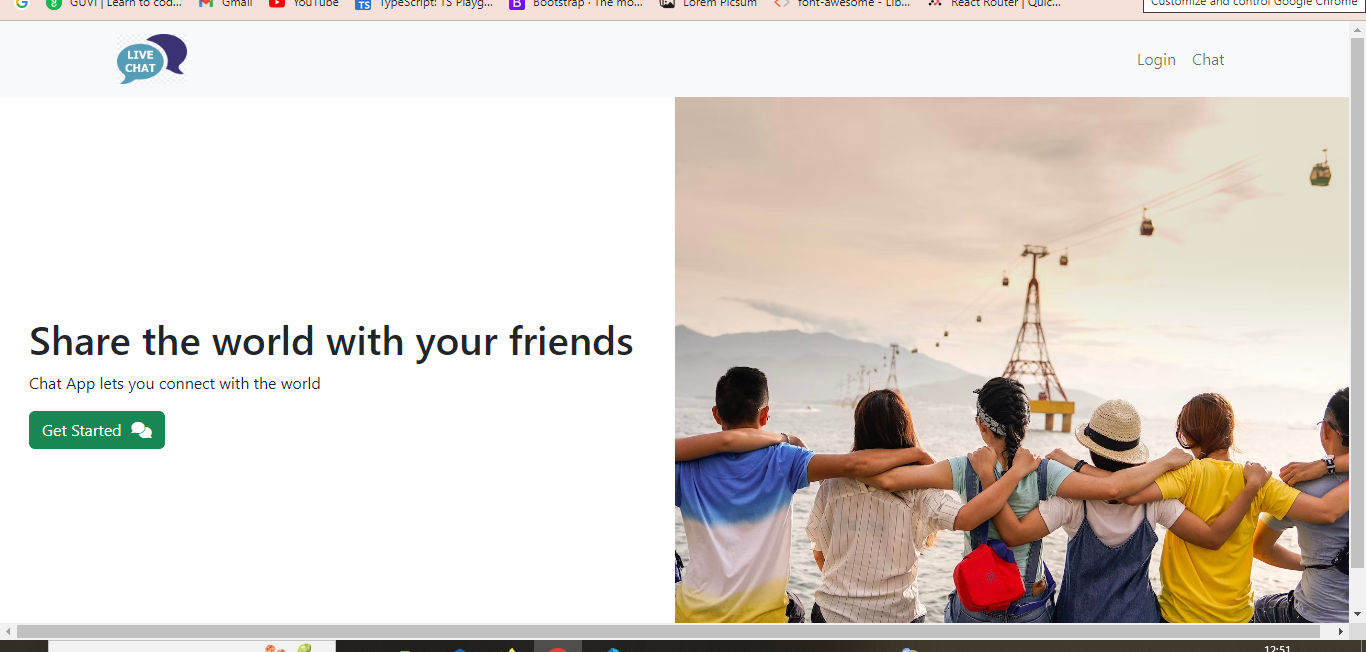 GUVI | Learn to cod... Gmail YouTube TS TypeScript: TS Playg... B Bootstrap · The mo... Lorem Picsum font-awesome - Lib... React Router | Quic... Customize and control Google Chrome
LIVE
CHAT
Login Chat
Share the world with your friends
Chat App lets you connect with the world
Get Started
12:51